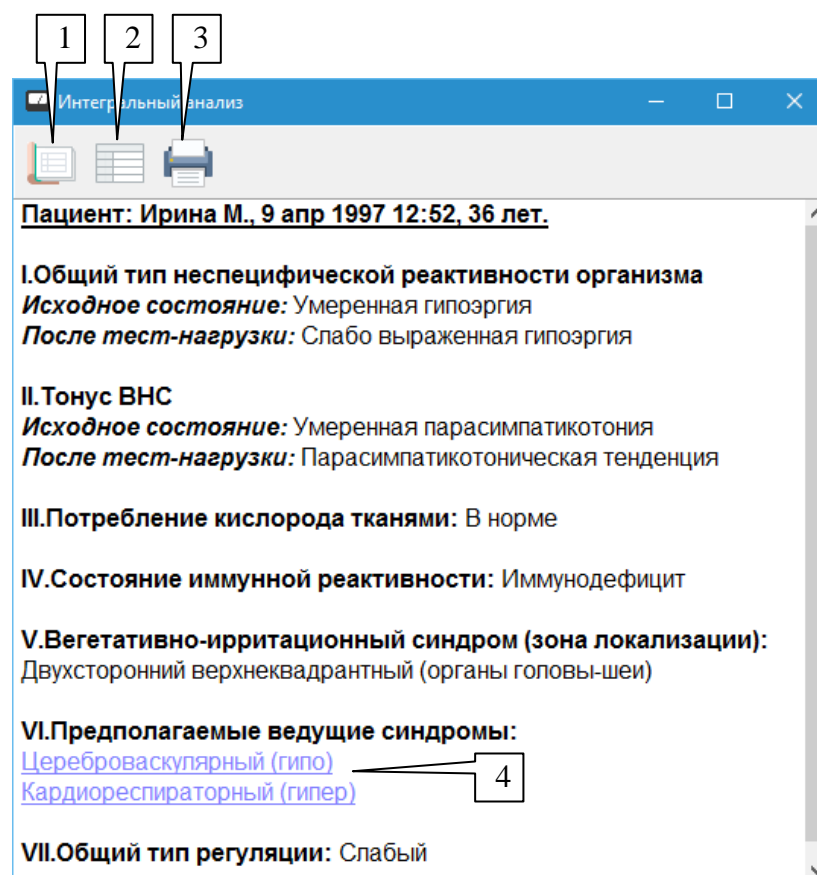 1 2 3
Интегральный анализ
Пациент: Ирина М., 9 апр 1997 12:52, 36 лет.
I.Общий тип неспецифической реактивности организма
Исходное состояние: Умеренная гипоэргия
После тест-нагрузки: Слабо выраженная гипоэргия
II.Тонус ВНС
Исходное состояние: Умеренная парасимпатикотония
После тест-нагрузки: Парасимпатикотоническая тенденция
III.Потребление кислорода тканями: В норме
IV.Состояние иммунной реактивности: Иммунодефицит
V.Вегетативно-ирритационный синдром (зона локализации):
Двухсторонний верхнеквадрантный (органы головы-шеи)
VI.Предполагаемые ведущие синдромы:
Цереброваскулярный (гипо)
4
Кардиореспираторный (гипер)
VII.Общий тип регуляции: Слабый